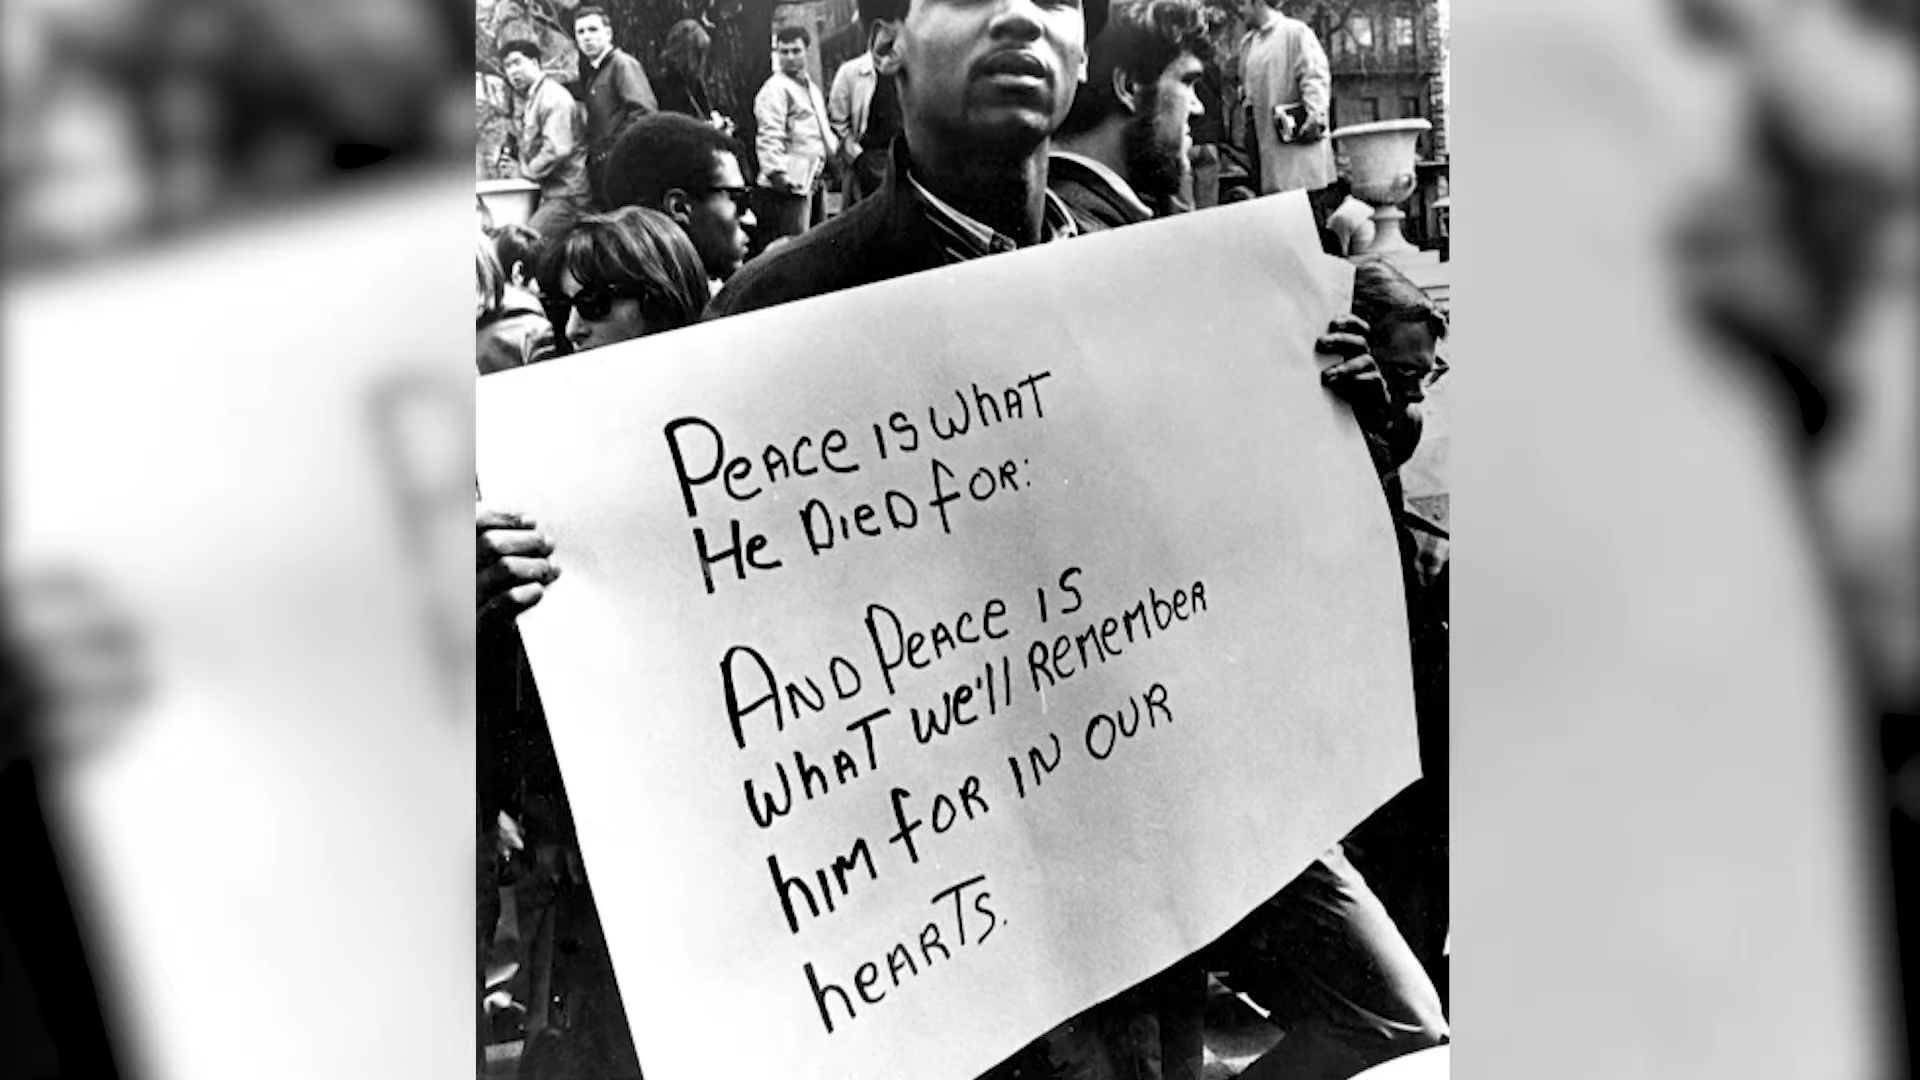 Peace is what
He Died for:
And Peace is
what we'll remember
him for in our
hearts.